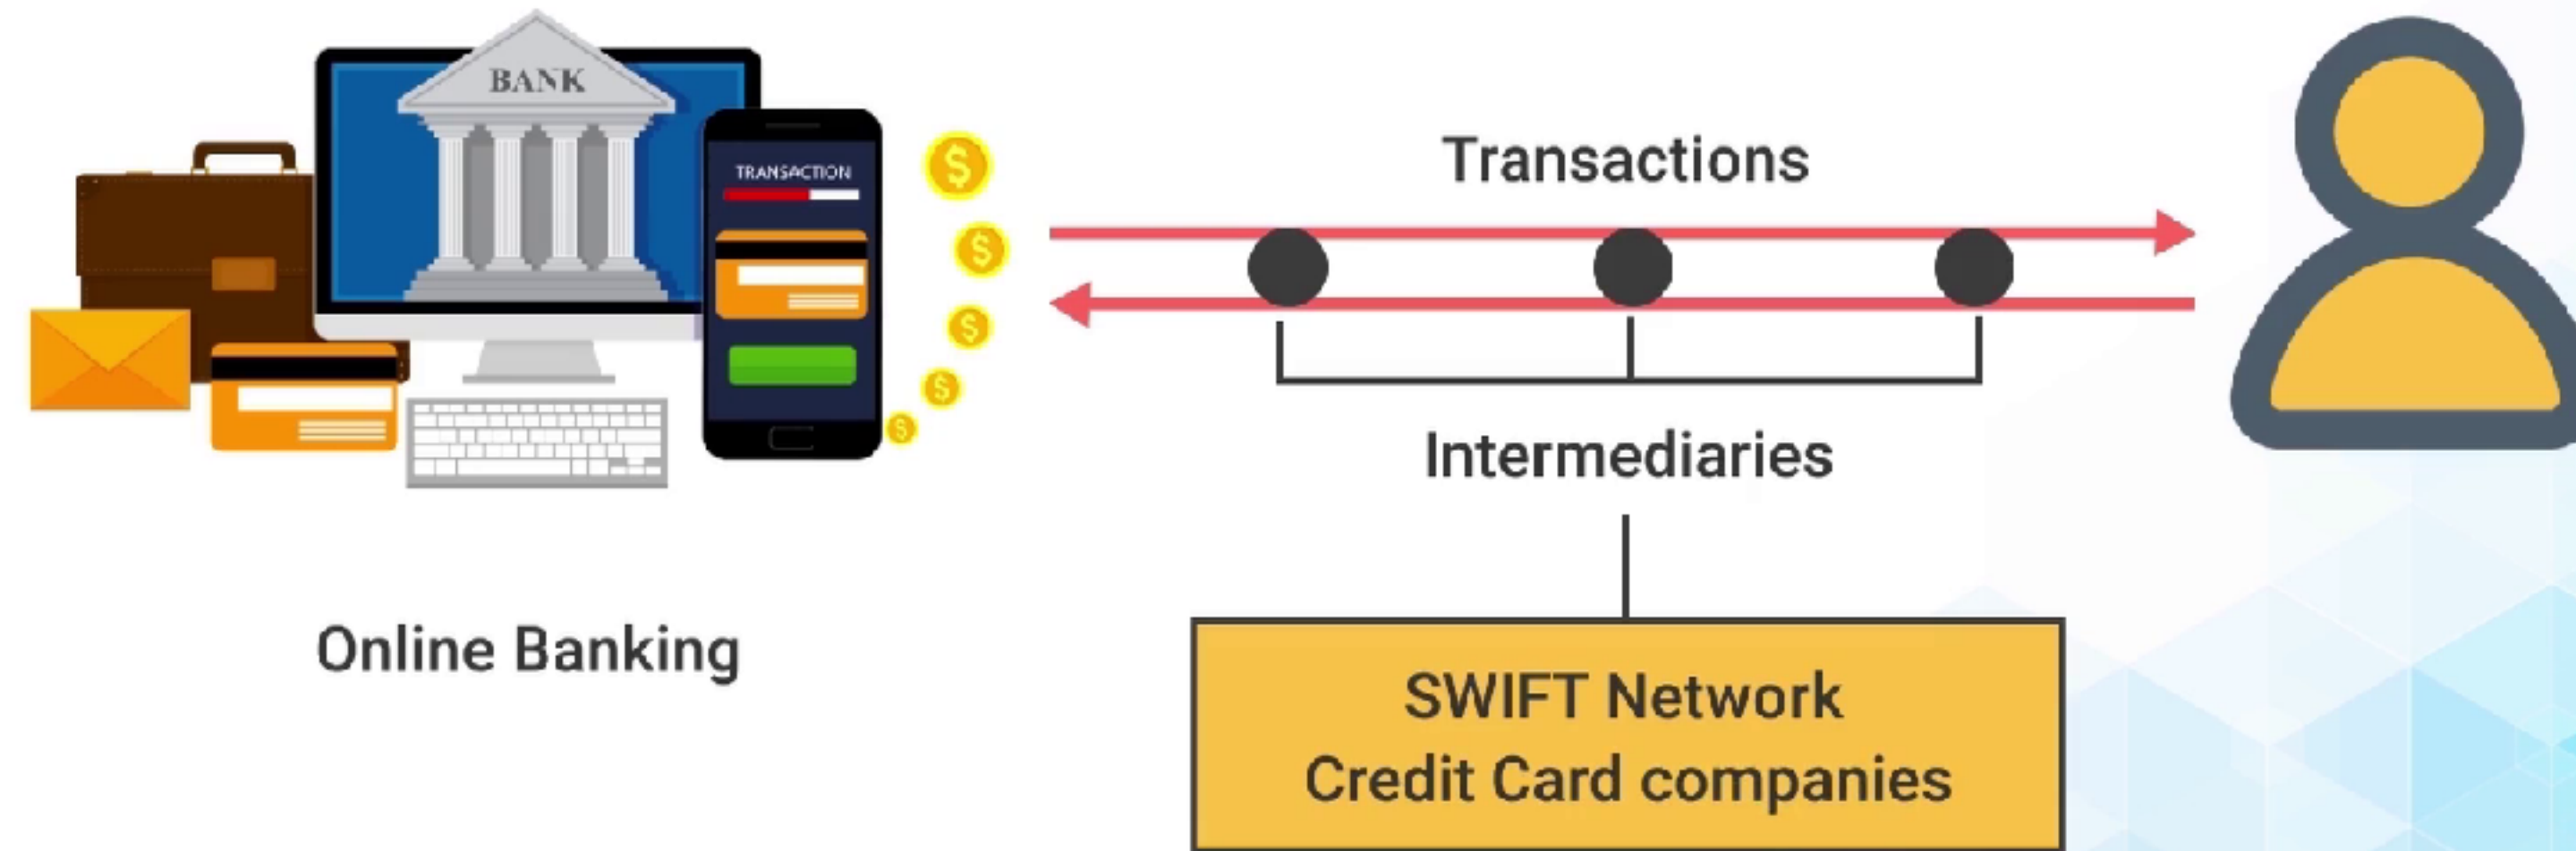 BANK
TRANSACTION
Transactions
Intermediaries
Online Banking
SWIFT Network
Credit Card companies